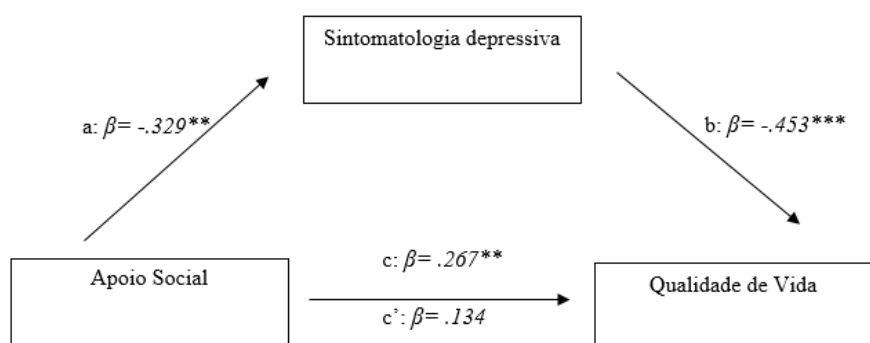 Sintomatologia depressiva
a: β= -.329**
b: β= -.453***
Apoio Social
c: β= .267**
c’: β= .134
Qualidade de Vida